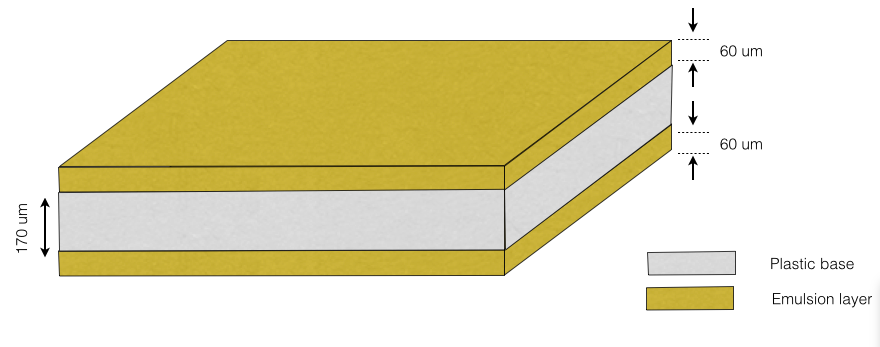 60 um
60 um
170 um
Plastic base
Emulsion layer